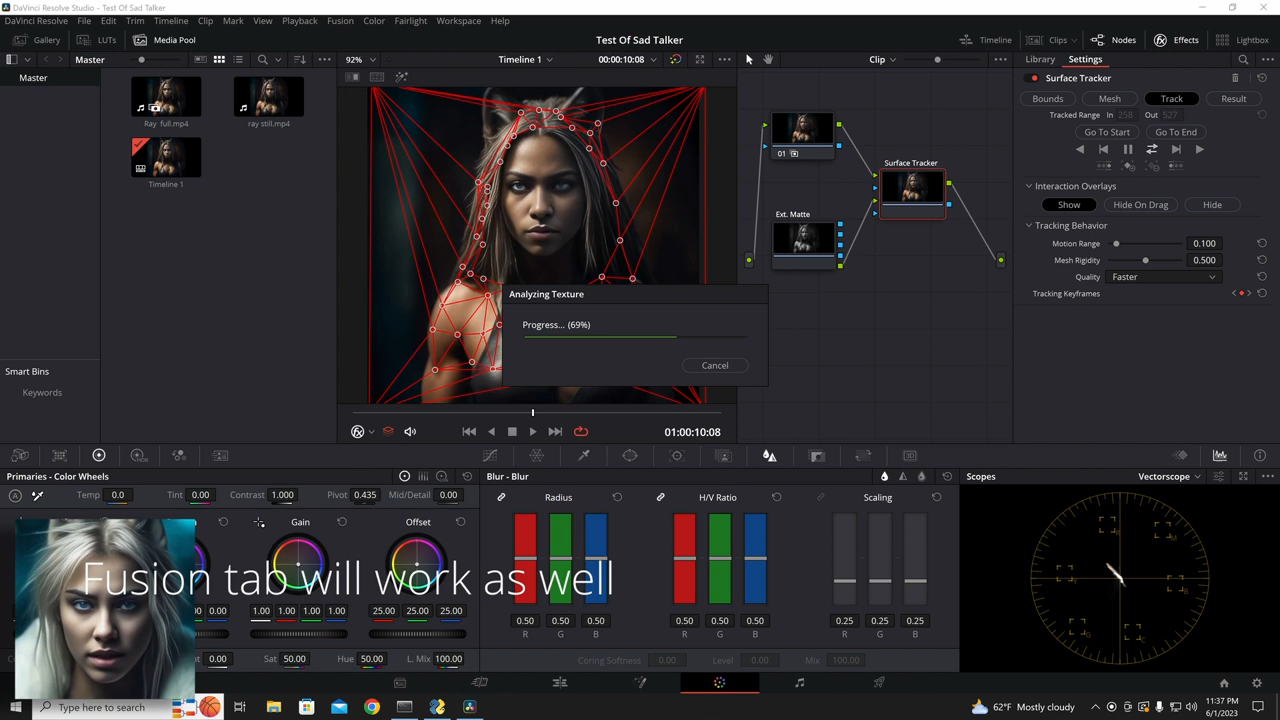 DaVinci Resolve Studio - Test Of Sad Talker
DaVinci Resolve File Edit Trim Timeline Clip Mark View Playback Fusion Color Fairlight Workspace Help
Gallery LUTs Media Pool Test Of Sad Talker Timeline Clips Nodes Effects Lightbox
Master 92% Timeline 1 00:00:10:08 Clip Library Settings
Master
Ray full.mp4 ray still.mp4
Timeline 1
Smart Bins
Keywords
01
Ext. Matte
Surface Tracker
Surface Tracker
Bounds Mesh Track Result
Tracked Range In 258 Out 527
Go To Start Go To End
Interaction Overlays
Show Hide On Drag Hide
Tracking Behavior
Motion Range 0.100
Mesh Rigidity 0.500
Quality Faster
Tracking Keyframes
Analyzing Texture
Progress... (69%)
Cancel
01:00:10:08
Primaries - Color Wheels Blur - Blur Scopes Vectorscope
Temp 0.0 Tint 0.00 Contrast 1.000 Pivot 0.435 Mid/Detail 0.00
Gain Offset
Radius H/V Ratio Scaling
Fusion tab will work as well
0.00 1.00 1.00 1.00 1.00 25.00 25.00 25.00
0.50 0.50 0.50 0.50 0.50 0.50 0.25 0.25 0.25
R G B R G B R G B
0.00 Sat 50.00 Hue 50.00 L. Mix 100.00
Coring Softness 0.00 Level 0.00 Mix 100.00
Type here to search
62°F Mostly cloudy
11:37 PM
6/1/2023